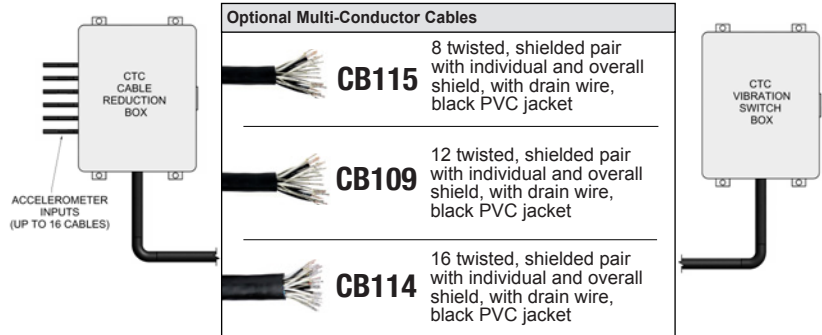 Optional Multi-Conductor Cables
CTC
CABLE
REDUCTION
BOX
ACCELEROMETER
INPUTS
(UP TO 16 CABLES)
CB115
8 twisted, shielded pair
with individual and overall
shield, with drain wire,
black PVC jacket
CB109
12 twisted, shielded pair
with individual and overall
shield, with drain wire,
black PVC jacket
CB114
16 twisted, shielded pair
with individual and overall
shield, with drain wire,
black PVC jacket
CTC
VIBRATION
SWITCH
BOX